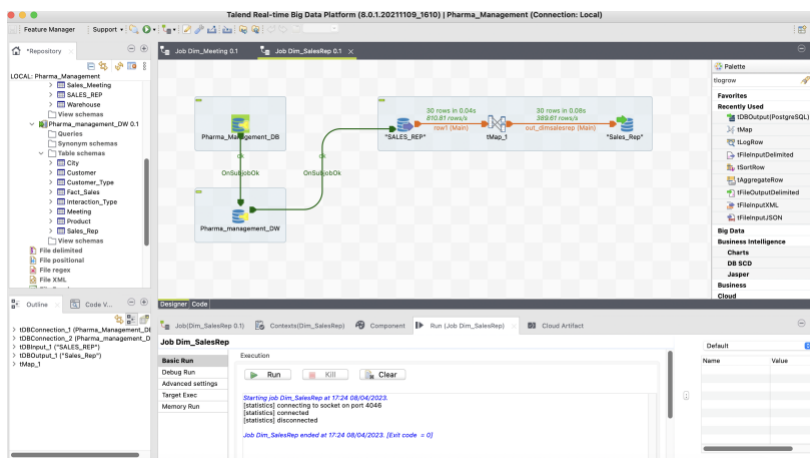 Talend Real-time Big Data Platform (8.0.1.20211109_1610) | Pharma_Management (Connection: Local)
Feature Manager
Support
*Repository
LOCAL: Pharma_Management
Sales_Meeting
SALES_REP
Warehouse
View schemas
Pharma_management_DW 0.1
Queries
Synonym schemas
Table schemas
City
Customer
Customer_Type
Fact_Sales
Interaction_Type
Meeting
Product
Sales_Rep
View schemas
File delimited
File positional
File regex
File XML
Outline
Code V...
tDBConnection_1 (Pharma_Management_DB
tDBConnection_2 (Pharma_management_D
tDBInput_1 ("SALES_REP")
tDBOutput_1 ("Sales_Rep")
tMap_1
Job Dim_Meeting 0.1
Job Dim_SalesRep 0.1
Pharma_Management_DB
Ok
OnSubjobOk
Pharma_management_DW
Ok
OnSubjobOk
"SALES_REP"
30 rows in 0.04s
810.81 rows/s
row1 (Main)
tMap_1
30 rows in 0.08s
389.61 rows/s
out_dimsalesrep (Main)
"Sales_Rep"
Designer
Code
Palette
tlogrow
Favorites
Recently Used
tDBOutput(PostgreSQL)
tMap
tLogRow
tFileInputDelimited
tSortRow
tAggregateRow
tFileOutputDelimited
tFileInputXML
tFileInputJSON
Big Data
Business Intelligence
Charts
DB SCD
Jasper
Business
Cloud
Job(Dim_SalesRep 0.1)
Contexts(Dim_SalesRep)
Component
Run (Job Dim_SalesRep)
Cloud Artifact
Job Dim_SalesRep
Basic Run
Debug Run
Advanced settings
Target Exec
Memory Run
Execution
Run
Kill
Clear
Starting job Dim_SalesRep at 17:24 08/04/2023.
[statistics] connecting to socket on port 4046
[statistics] connected
[statistics] disconnected
Job Dim_SalesRep ended at 17:24 08/04/2023. [Exit code = 0]
Default
Name
Value